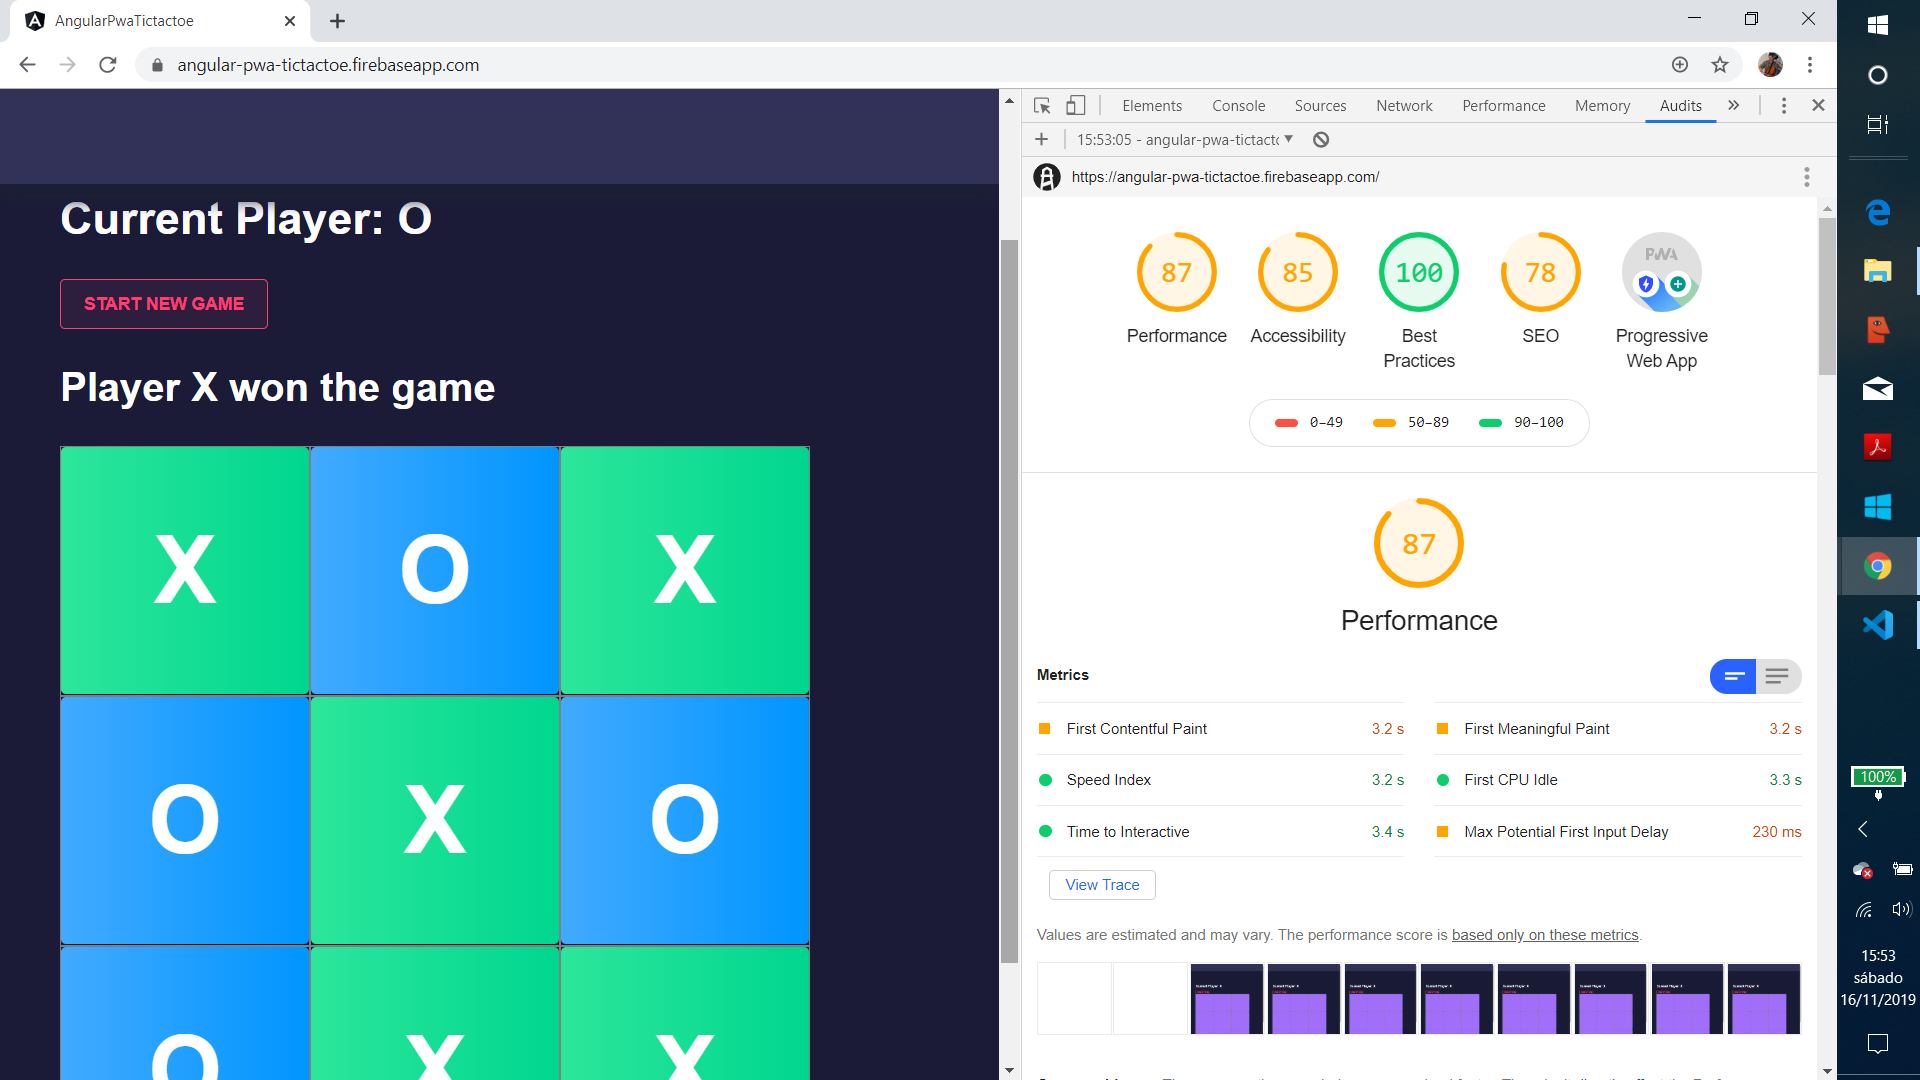 AngularPwaTictactoe
angular-pwa-tictactoe.firebaseapp.com
Current Player: O
START NEW GAME
Player X won the game
X O X
O X O
O X X
Elements Console Sources Network Performance Memory Audits
15:53:05 - angular-pwa-tictactc
https://angular-pwa-tictactoe.firebaseapp.com/
87 85 100 78 PWA
Performance Accessibility Best Practices SEO Progressive Web App
0–49 50–89 90–100
87
Performance
Metrics
First Contentful Paint 3.2 s
First Meaningful Paint 3.2 s
Speed Index 3.2 s
First CPU Idle 3.3 s
Time to Interactive 3.4 s
Max Potential First Input Delay 230 ms
View Trace
Values are estimated and may vary. The performance score is based only on these metrics.
100%
15:53
sábado
16/11/2019